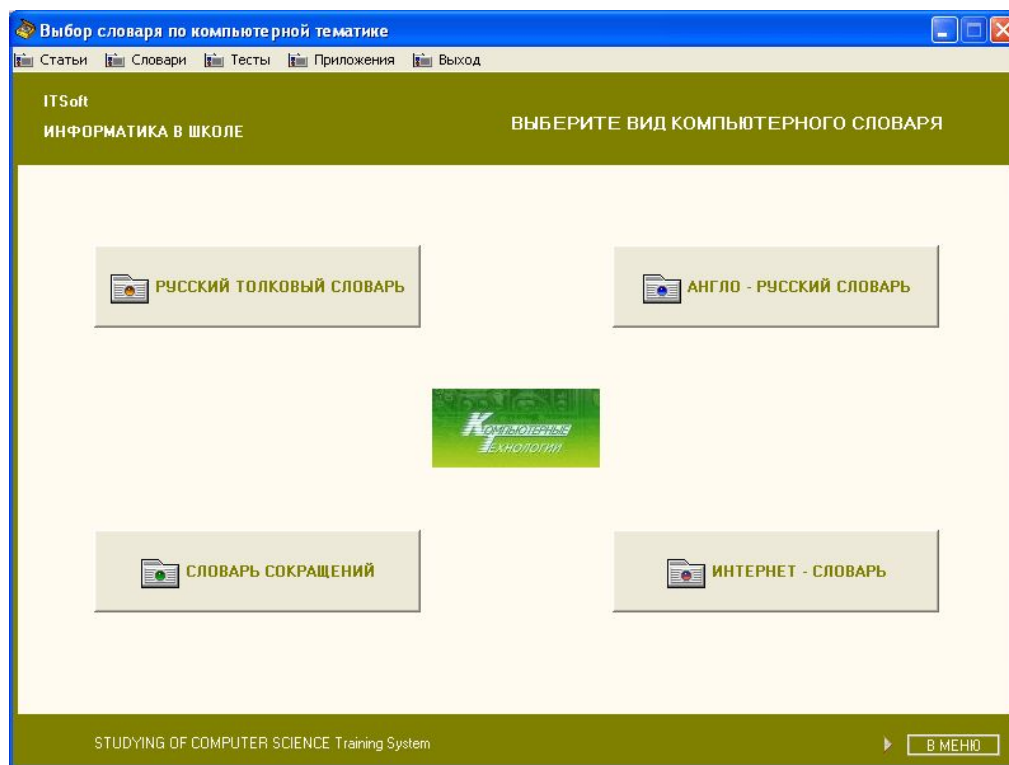 Выбор словаря по компьютерной тематике
Статьи Словари Тесты Приложения Выход
ITSoft
ИНФОРМАТИКА В ШКОЛЕ
ВЫБЕРИТЕ ВИД КОМПЬЮТЕРНОГО СЛОВАРЯ
РУССКИЙ ТОЛКОВЫЙ СЛОВАРЬ
АНГЛО - РУССКИЙ СЛОВАРЬ
КОМПЬЮТЕРНЫЕ
ТЕХНОЛОГИИ
СЛОВАРЬ СОКРАЩЕНИЙ
ИНТЕРНЕТ - СЛОВАРЬ
STUDYING OF COMPUTER SCIENCE Training System
В МЕНЮ